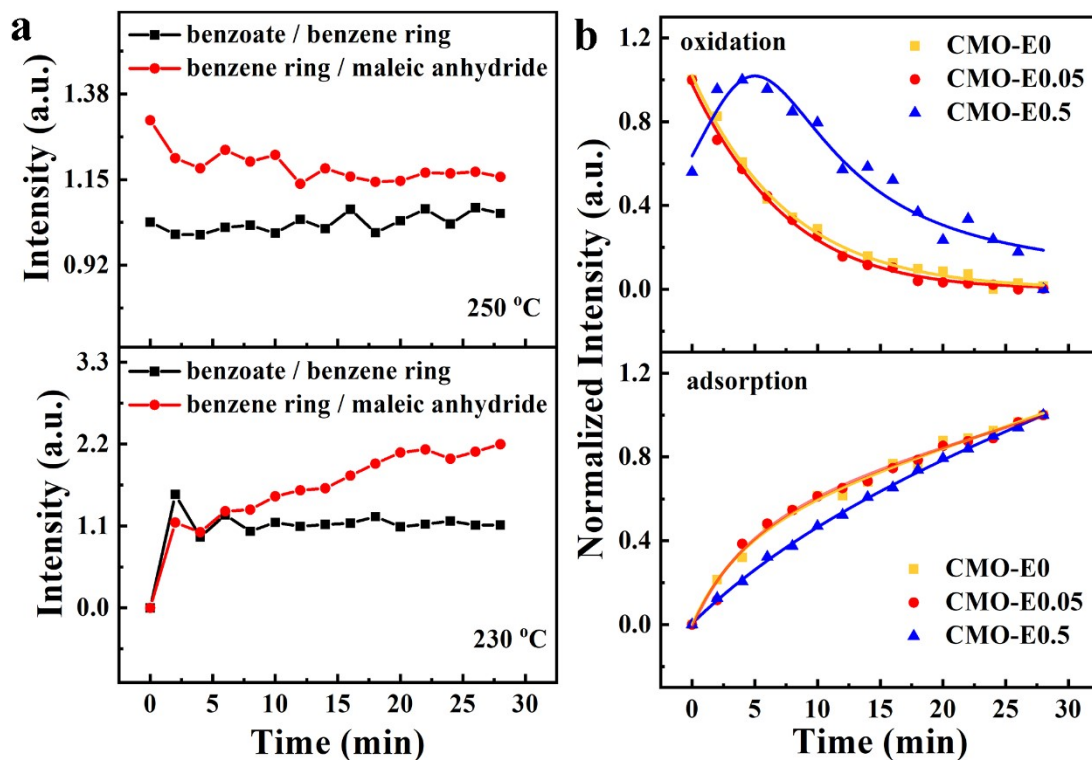 a
benzoate / benzene ring
benzene ring / maleic anhydride
Intensity (a.u.)
1.38
1.15
0.92
250 °C
benzoate / benzene ring
benzene ring / maleic anhydride
Intensity (a.u.)
3.3
2.2
1.1
0.0
230 °C
0 5 10 15 20 25 30
Time (min)
b
oxidation
CMO-E0
CMO-E0.05
CMO-E0.5
Normalized Intensity (a.u.)
1.2
0.8
0.4
0.0
adsorption
1.2
0.8
0.4
0.0
CMO-E0
CMO-E0.05
CMO-E0.5
0 5 10 15 20 25 30
Time (min)